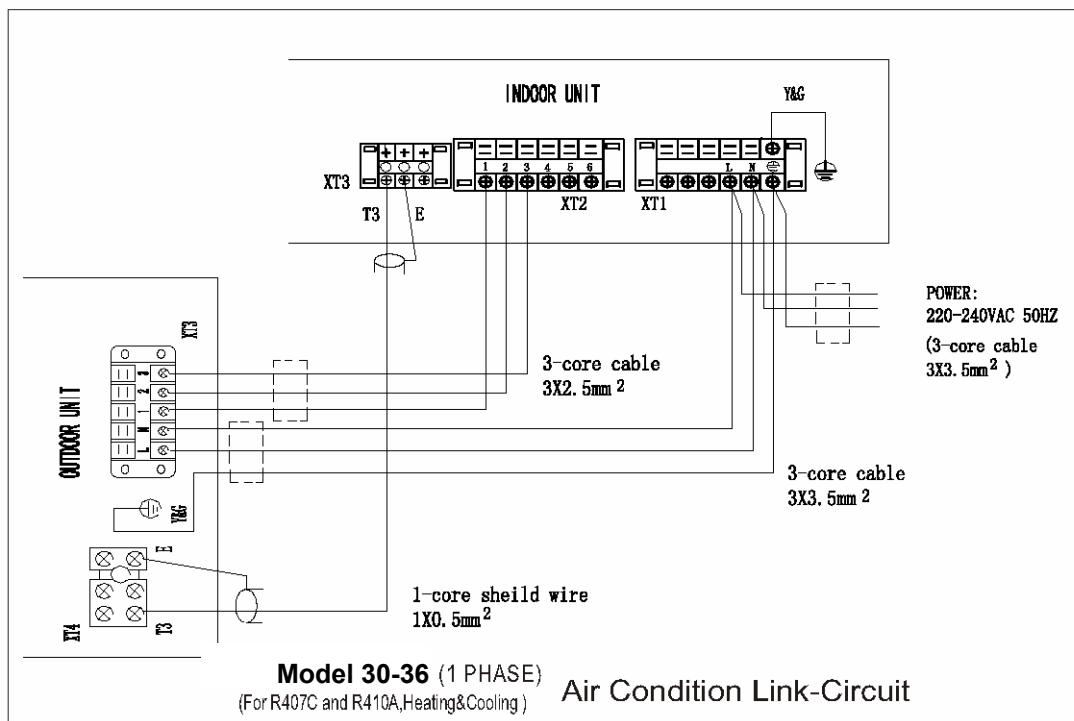 INDOOR UNIT
Y&G
+ + +
1 2 3 4 5 6
L N
XT3
XT2
XT1
T3 E
POWER:
220-240VAC 50HZ
(3-core cable
3X3.5mm²)
XT3
OUTDOOR UNIT
3
2
1
N
L
3-core cable
3X2.5mm²
3-core cable
3X3.5mm²
Y&G
E
XT4
T3
1-core sheild wire
1X0.5mm²
Model 30-36 (1 PHASE)
(For R407C and R410A,Heating&Cooling )
Air Condition Link-Circuit